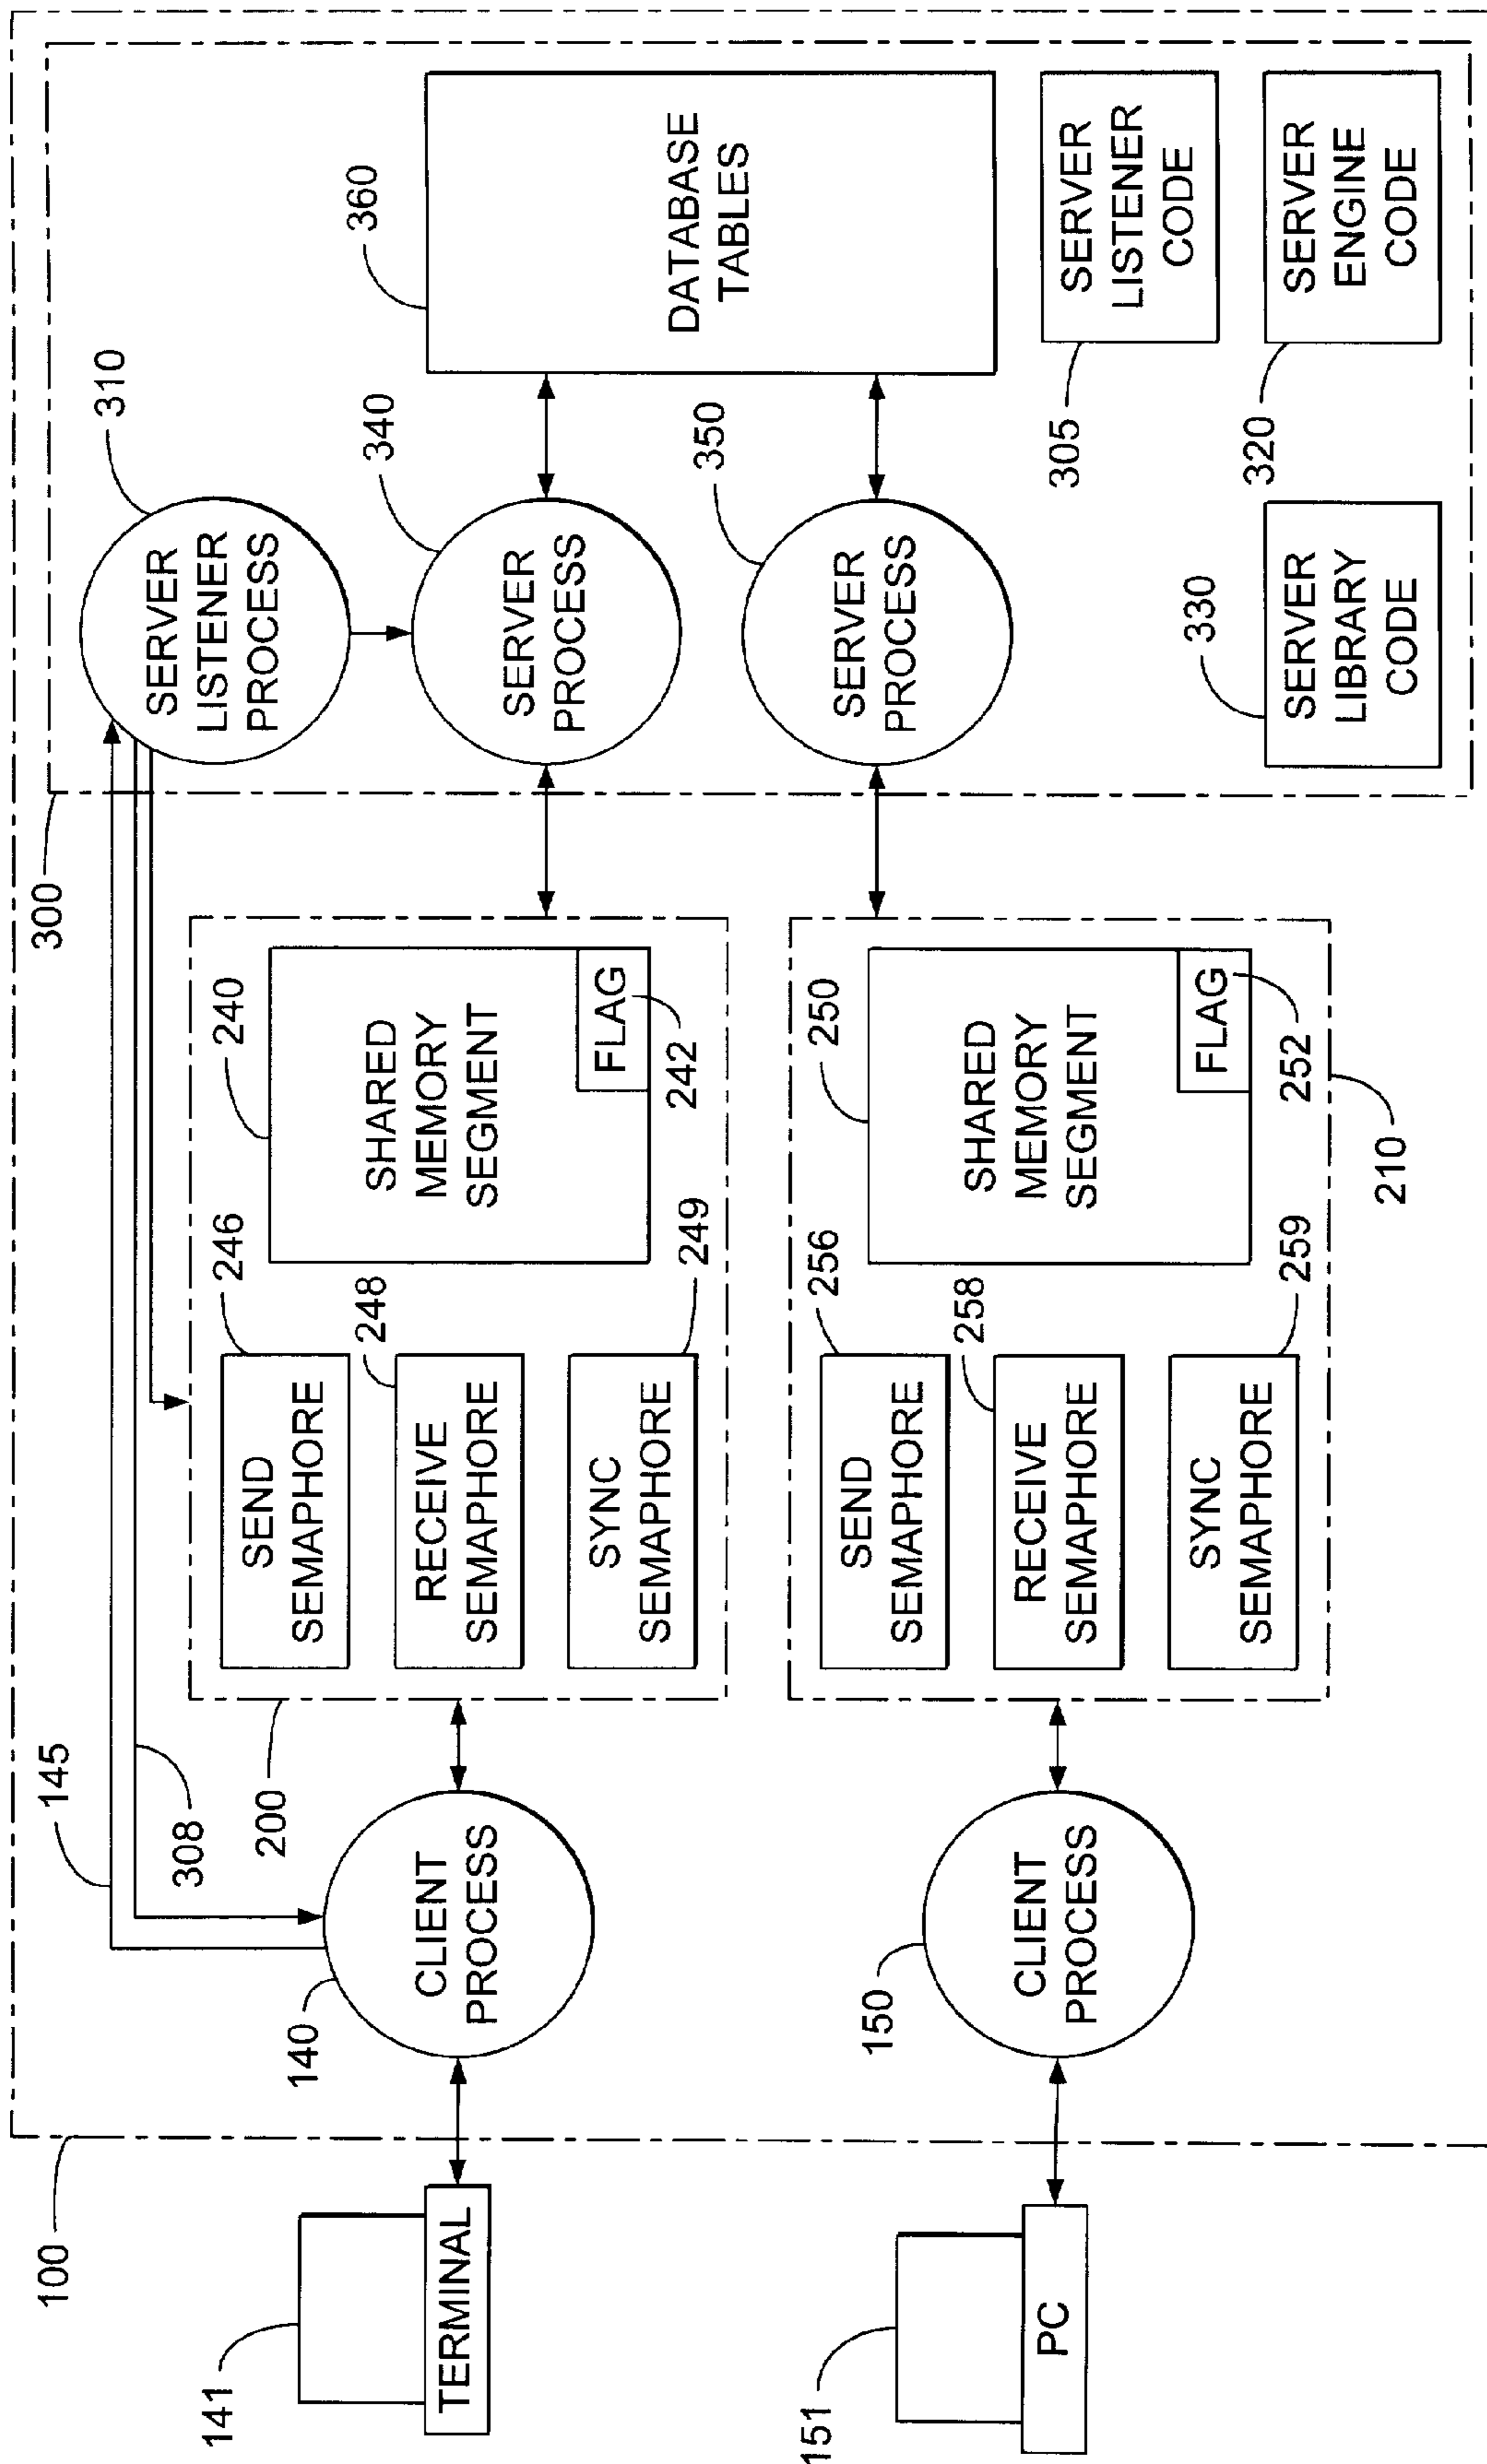 100
141
TERMINAL
151
PC
145
308
140
CLIENT
PROCESS
150
CLIENT
PROCESS
200
246
SEND
SEMAPHORE
248
RECEIVE
SEMAPHORE
249
SYNC
SEMAPHORE
240
SHARED
MEMORY
SEGMENT
FLAG
242
256
SEND
SEMAPHORE
258
RECEIVE
SEMAPHORE
259
SYNC
SEMAPHORE
250
SHARED
MEMORY
SEGMENT
FLAG
252
210
300
310
SERVER
LISTENER
PROCESS
340
SERVER
PROCESS
350
SERVER
PROCESS
360
DATABASE
TABLES
305
SERVER
LISTENER
CODE
320
SERVER
ENGINE
CODE
330
SERVER
LIBRARY
CODE